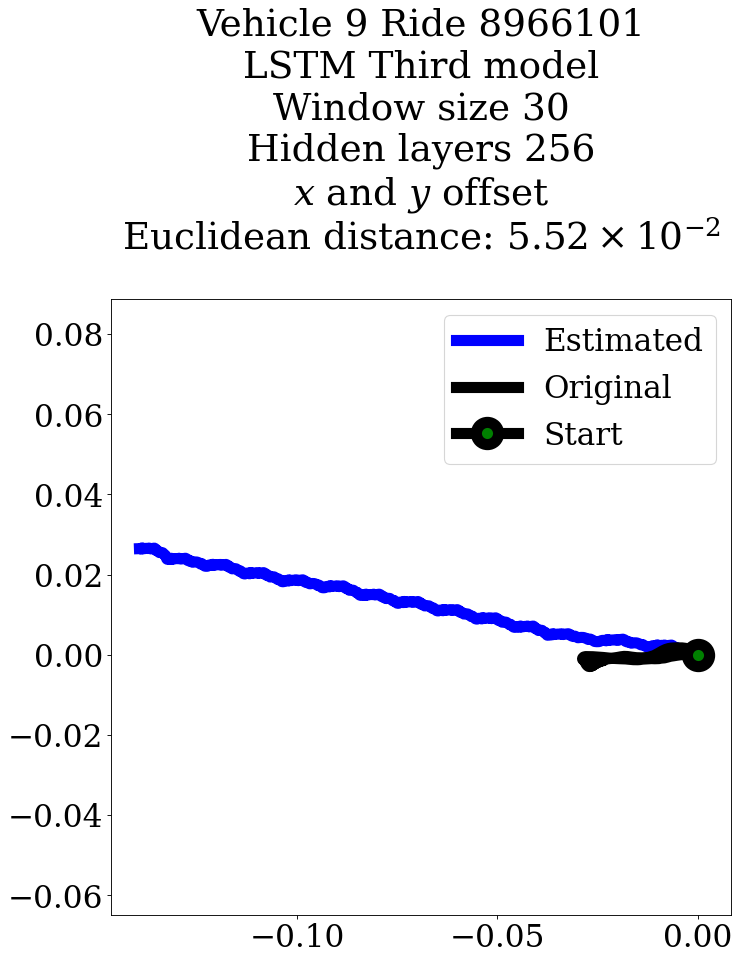 Vehicle 9 Ride 8966101
LSTM Third model
Window size 30
Hidden layers 256
x and y offset
Euclidean distance: 5.52 × 10⁻²
Estimated
Original
Start
0.08
0.06
0.04
0.02
0.00
−0.02
−0.04
−0.06
−0.10 −0.05 0.00